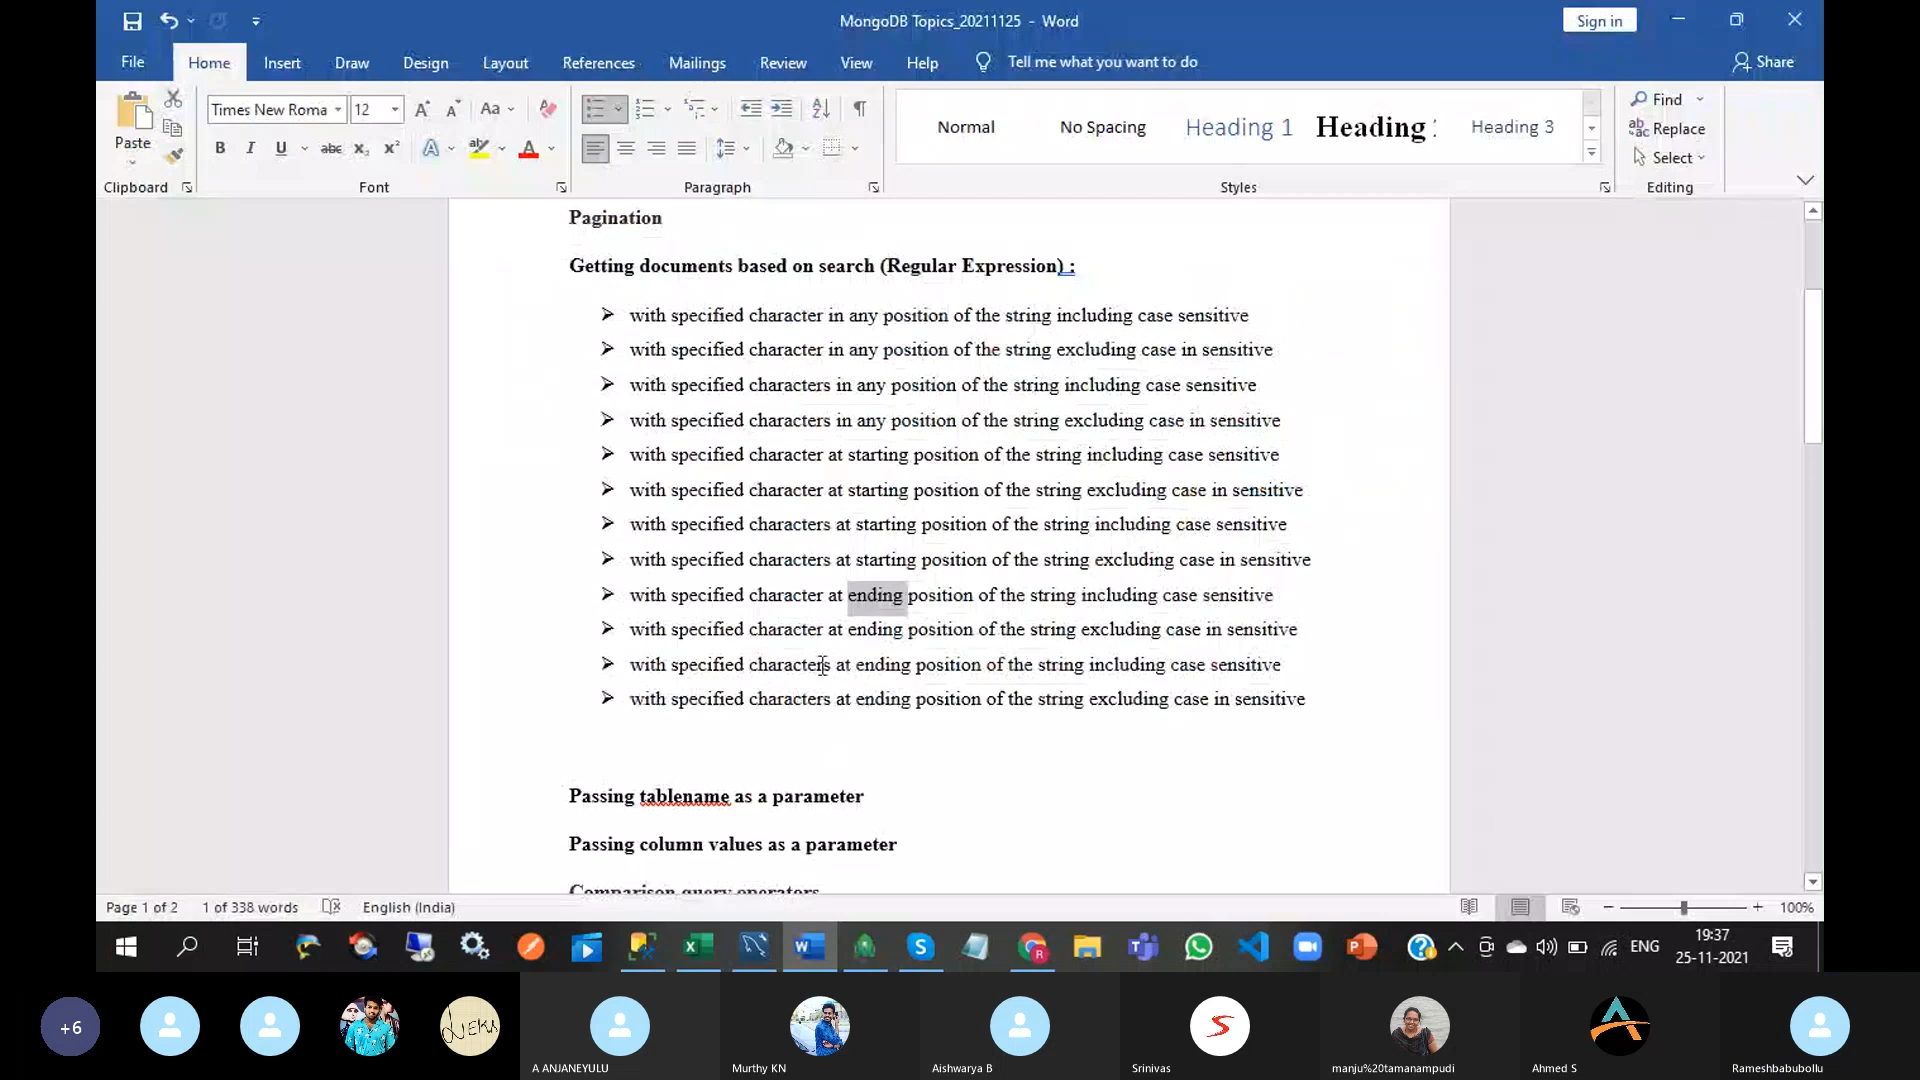 MongoDB Topics_20211125 - Word
Sign in
File Home Insert Draw Design Layout References Mailings Review View Help Tell me what you want to do Share
Paste
Times New Roma 12 Aa
B I U abc x₂ x²
Normal No Spacing Heading 1 Heading Heading 3
Find
Replace
Select
Clipboard Font Paragraph Styles Editing
Pagination
Getting documents based on search (Regular Expression) :
with specified character in any position of the string including case sensitive
with specified character in any position of the string excluding case in sensitive
with specified characters in any position of the string including case sensitive
with specified characters in any position of the string excluding case in sensitive
with specified character at starting position of the string including case sensitive
with specified character at starting position of the string excluding case in sensitive
with specified characters at starting position of the string including case sensitive
with specified characters at starting position of the string excluding case in sensitive
with specified character at ending position of the string including case sensitive
with specified character at ending position of the string excluding case in sensitive
with specified characters at ending position of the string including case sensitive
with specified characters at ending position of the string excluding case in sensitive
Passing tablename as a parameter
Passing column values as a parameter
Comparison query operators
Page 1 of 2 1 of 338 words English (India) 100%
ENG
19:37
25-11-2021
+6
A ANJANEYULU Murthy KN Aishwarya B Srinivas manju%20tamanampudi Ahmed S Rameshbabubollu